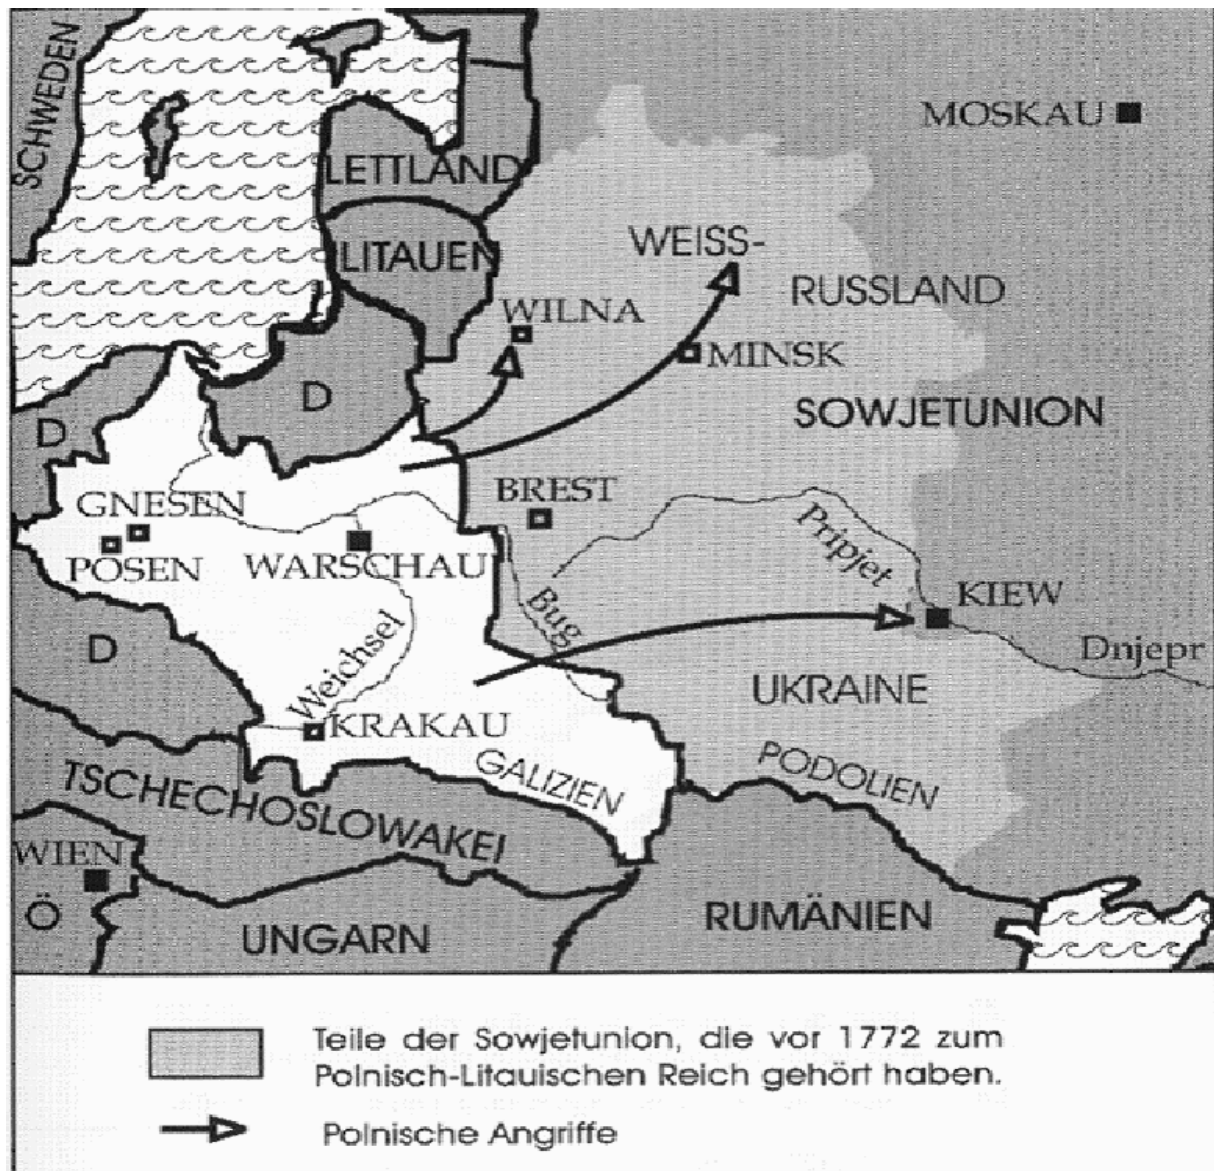 SCHWEDEN
MOSKAU
LETTLAND
LITAUEN
WEISS-
RUSSLAND
WILNA
MINSK
D
D
SOWJETUNION
GNESEN
BREST
POSEN
WARSCHAU
Pripjet
Bug
KIEW
D
Weichsel
Dnjepr
UKRAINE
KRAKAU
GALIZIEN
PODOLIEN
TSCHECHOSLOWAKEI
WIEN
Ö
UNGARN
RUMÄNIEN
Teile der Sowjetunion, die vor 1772 zum
Polnisch-Litauischen Reich gehört haben.
Polnische Angriffe